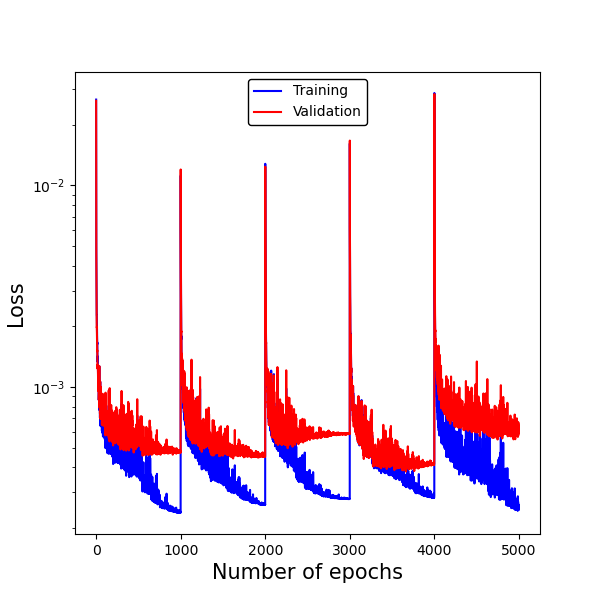 Training
Validation
Loss
10⁻²
10⁻³
0 1000 2000 3000 4000 5000
Number of epochs